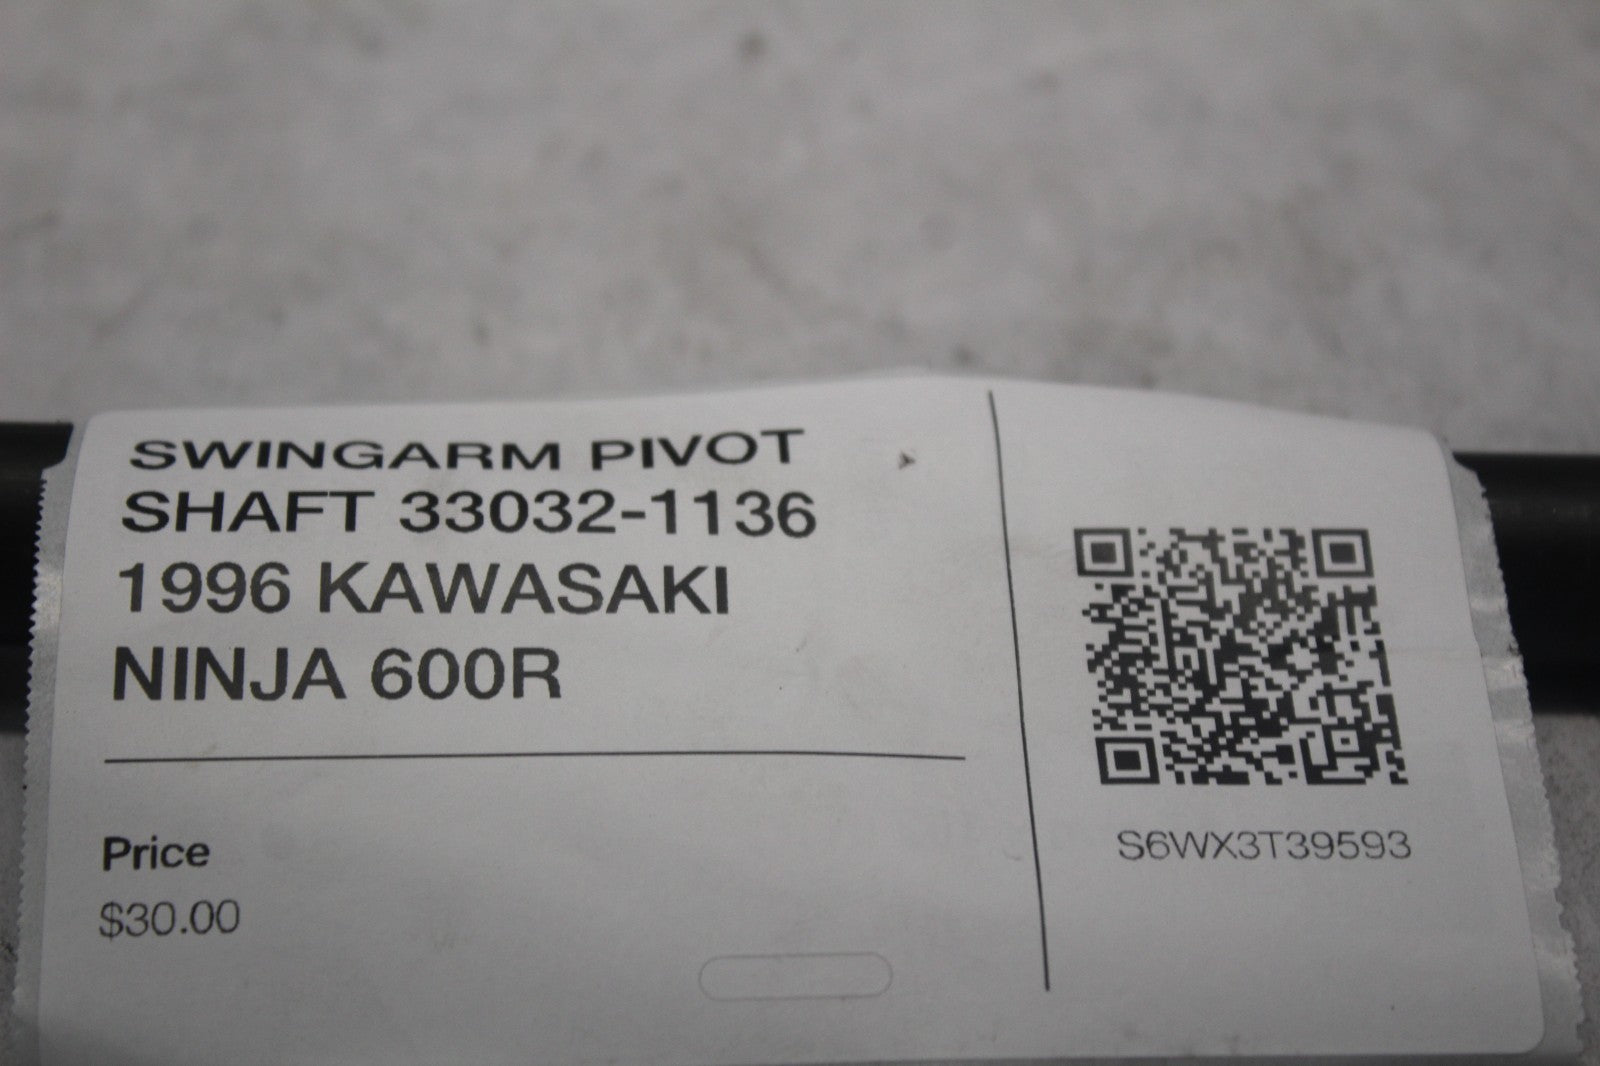 SWINGARM PIVOT
SHAFT 33032-1136
1996 KAWASAKI
NINJA 600R
Price
$30.00
S6WX3T39593